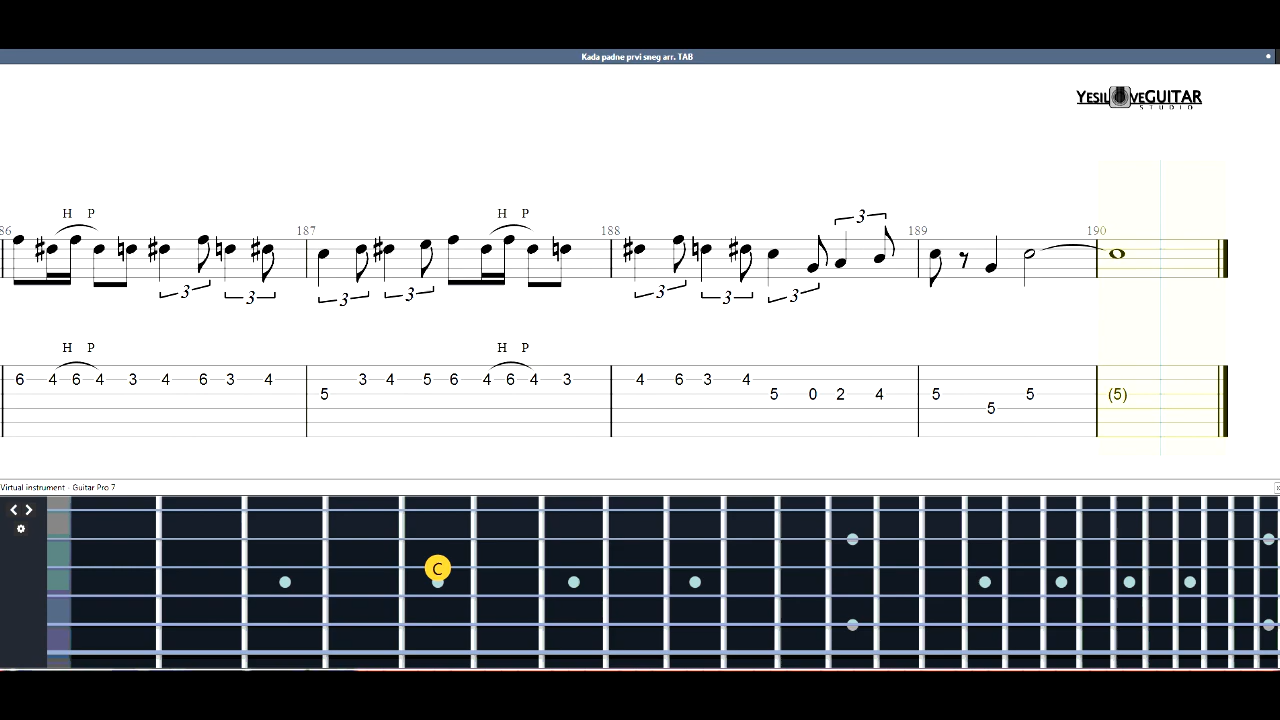 Kada padne prvi sneg arr. TAB
YESILOVEGUITAR
STUDIO
H P H P
3
86 187 188 189 190
3 3 3 3 3 3
H P H P
6 4 6 4 3 4 6 3 4 3 4 5 6 4 6 4 3 4 6 3 4
5 5 0 2 4 5 5 (5)
5
Virtual instrument - Guitar Pro 7
C